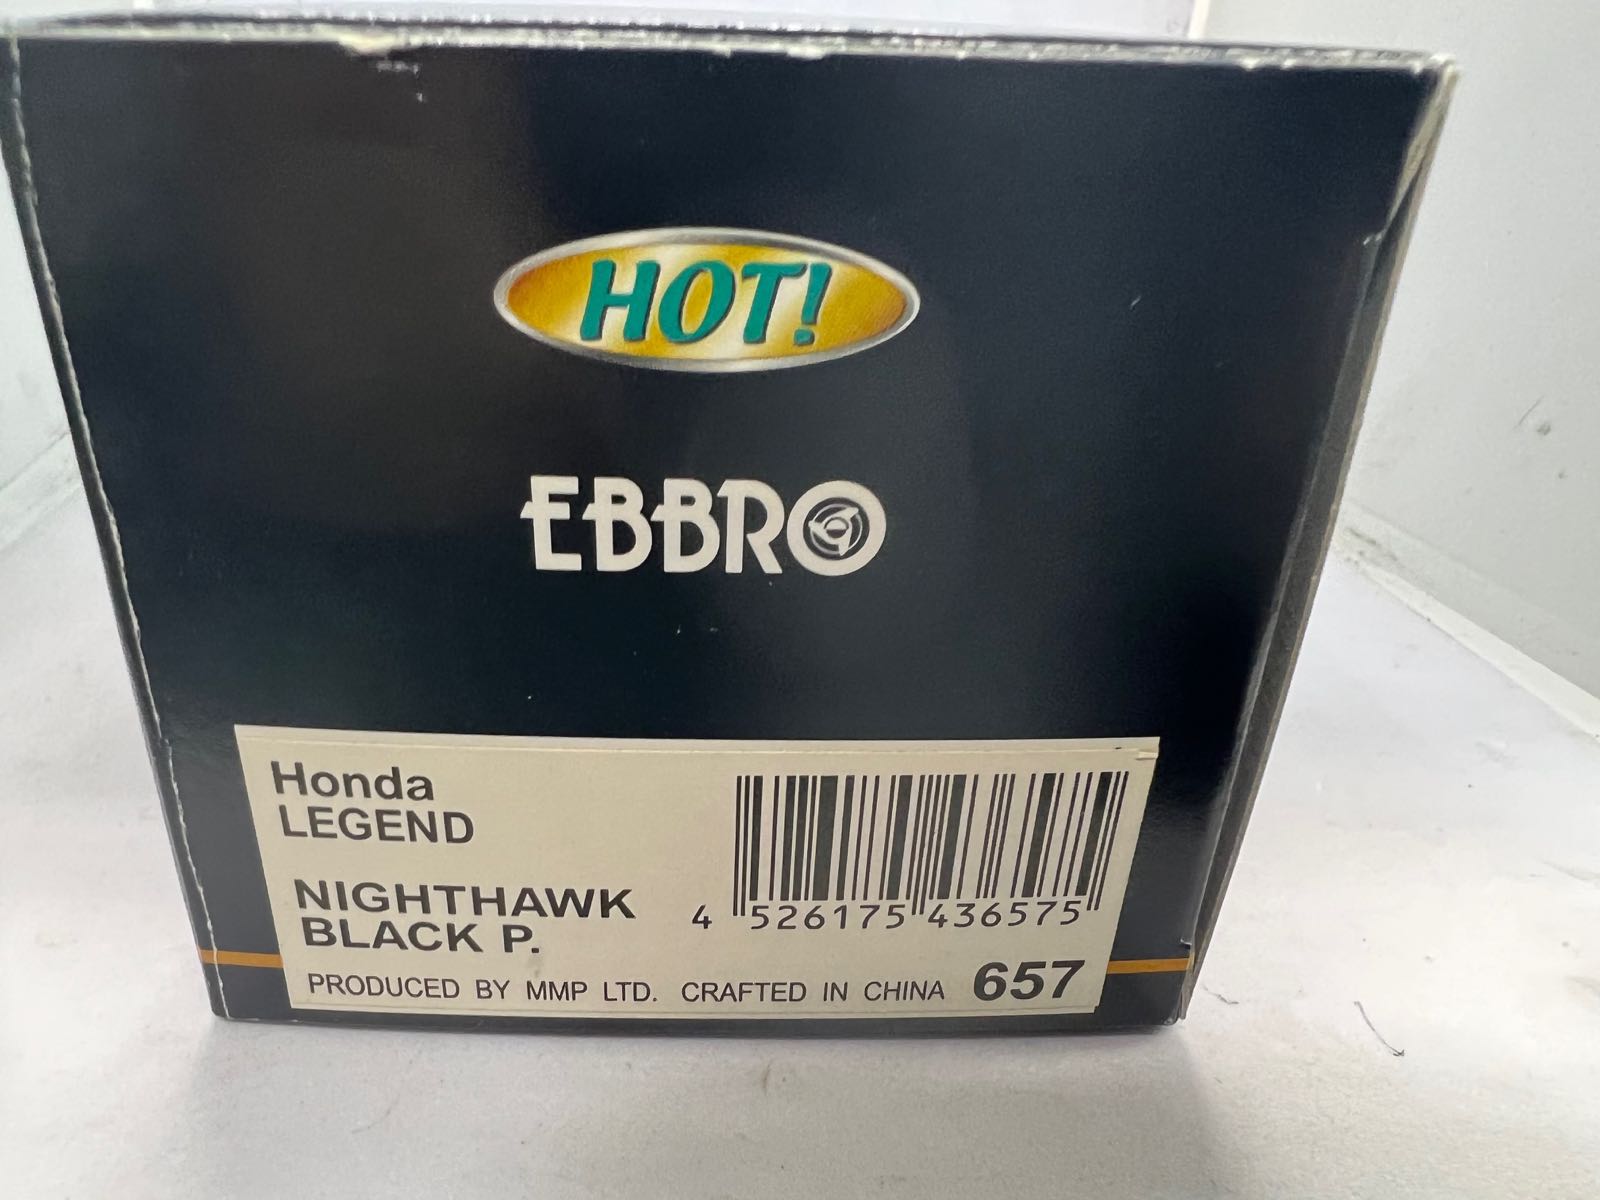 HOT!
EBBRO
Honda
LEGEND
NIGHTHAWK
BLACK P.
4 526175 436575
PRODUCED BY MMP LTD. CRAFTED IN CHINA 657